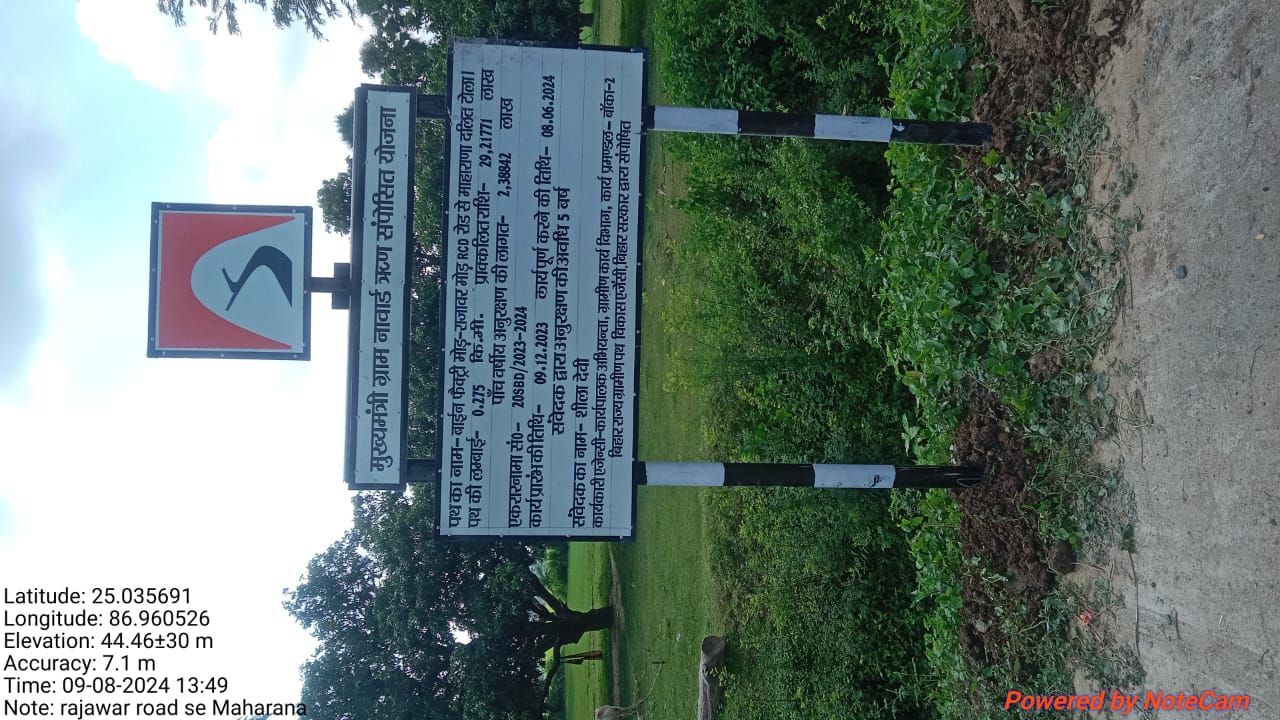 मुख्यमंत्री ग्राम नावार्ड ऋण संपोसित योजना
पथ का नाम- वाईन फेक्ट्री मोड़-राजावर मोड़ RCD रोड से माहाराणा दलित टोला।
पथ की लम्बाई- 0.275 कि.मी. प्राक्कलित राशि- 29,21771 लाख
पाँच वर्षीय अनुरक्षण की लागत- 2,38842 लाख
एकरारनामा सं0- 20SBD/2023-2024
कार्य प्रारंभ की तिथि- 09.12.2023 कार्य पूर्ण करने की तिथि- 08.06.2024
संवेदक द्वारा अनुरक्षण की अवधि 5 वर्ष
संवेदक का नाम- शीला देवी
कार्यकारी एजेन्सी-कार्यपालक अभियन्ता, ग्रामीण कार्य विभाग, कार्य प्रमण्डल- बाँका-2
बिहार राज्य ग्रामीण पथ विकास एजेंसी,बिहार सरकार द्वारा संपोषित
Latitude: 25.035691
Longitude: 86.960526
Elevation: 44.46±30 m
Accuracy: 7.1 m
Time: 09-08-2024 13:49
Note: rajawar road se Maharana
Powered by NoteCam